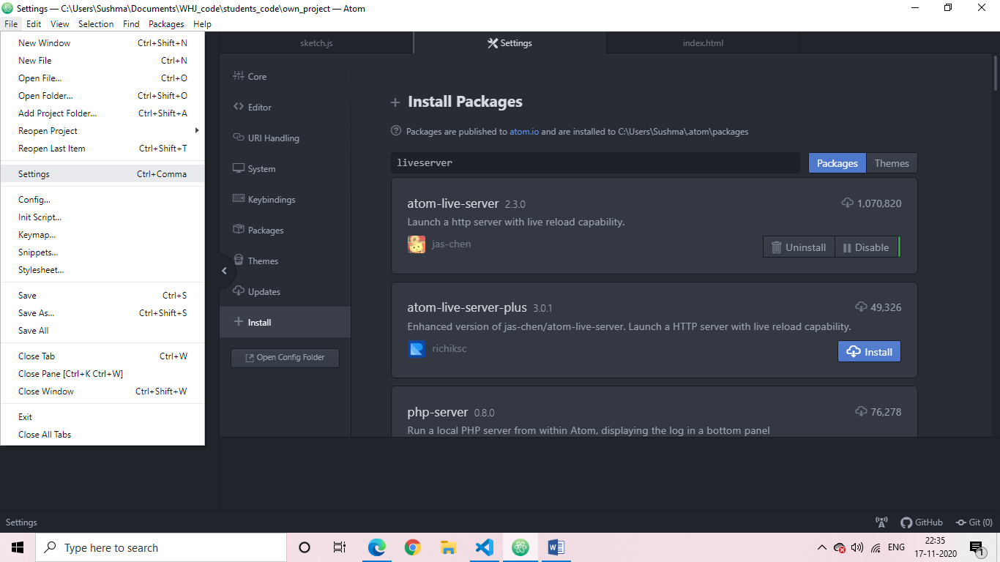 Settings — C:\Users\Sushma\Documents\WHJ_code\students_code\own_project — Atom
File Edit View Selection Find Packages Help
New Window Ctrl+Shift+N
New File Ctrl+N
Open File... Ctrl+O
Open Folder... Ctrl+Shift+O
Add Project Folder... Ctrl+Shift+A
Reopen Project
Reopen Last Item Ctrl+Shift+T
Settings Ctrl+Comma
Config...
Init Script...
Keymap...
Snippets...
Stylesheet...
Save Ctrl+S
Save As... Ctrl+Shift+S
Save All
Close Tab Ctrl+W
Close Pane [Ctrl+K Ctrl+W]
Close Window Ctrl+Shift+W
Exit
Close All Tabs
sketch.js Settings index.html
Core
Editor
URI Handling
System
Keybindings
Packages
Themes
Updates
Install
Open Config Folder
Install Packages
Packages are published to atom.io and are installed to C:\Users\Sushma\.atom\packages
liveserver Packages Themes
atom-live-server 2.3.0 1,070,820
Launch a http server with live reload capability.
jas-chen Uninstall Disable
atom-live-server-plus 3.0.1 49,326
Enhanced version of jas-chen/atom-live-server. Launch a HTTP server with live reload capability.
richiksc Install
php-server 0.8.0 76,278
Run a local PHP server from within Atom, displaying the log in a bottom panel
Settings GitHub Git (0)
Type here to search
ENG
22:35
17-11-2020
1